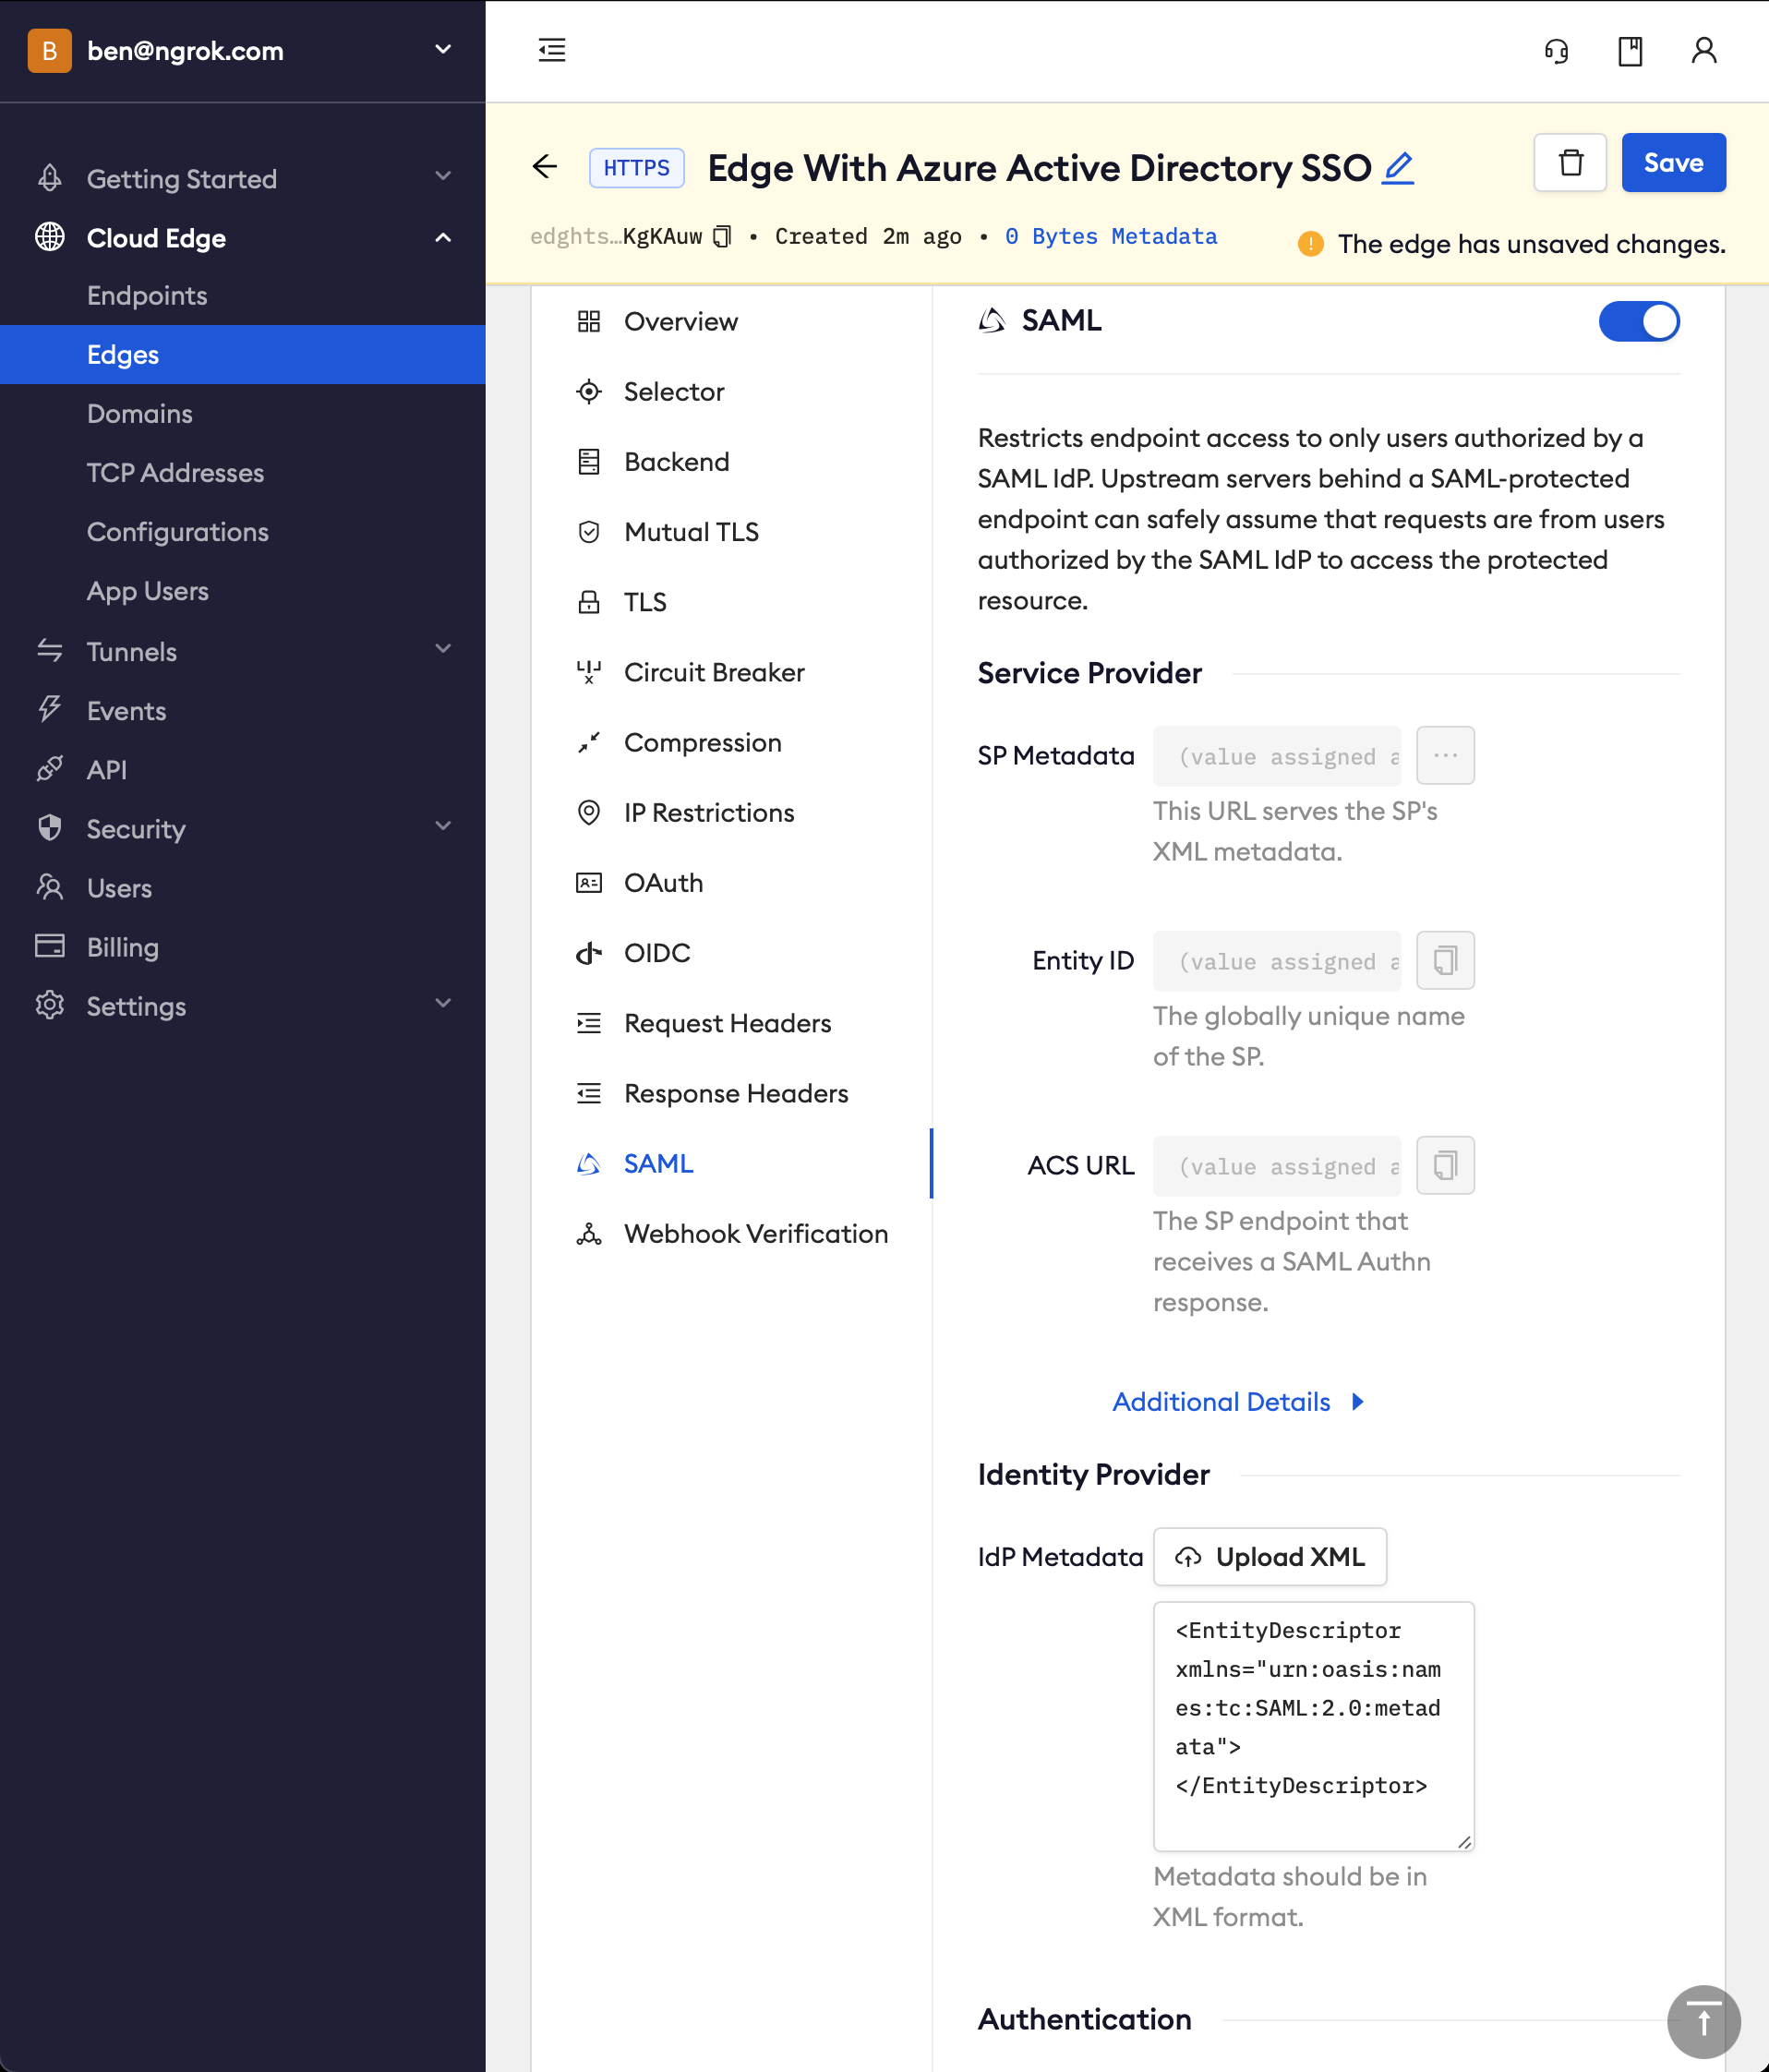 B ben@ngrok.com
Getting Started
Cloud Edge
Endpoints
Edges
Domains
TCP Addresses
Configurations
App Users
Tunnels
Events
API
Security
Users
Billing
Settings
HTTPS Edge With Azure Active Directory SSO
Save
edghts…KgKAuw • Created 2m ago • 0 Bytes Metadata
The edge has unsaved changes.
Overview
Selector
Backend
Mutual TLS
TLS
Circuit Breaker
Compression
IP Restrictions
OAuth
OIDC
Request Headers
Response Headers
SAML
Webhook Verification
SAML
Restricts endpoint access to only users authorized by a
SAML IdP. Upstream servers behind a SAML-protected
endpoint can safely assume that requests are from users
authorized by the SAML IdP to access the protected
resource.
Service Provider
SP Metadata (value assigned a ···
This URL serves the SP's
XML metadata.
Entity ID (value assigned a
The globally unique name
of the SP.
ACS URL (value assigned a
The SP endpoint that
receives a SAML Authn
response.
Additional Details
Identity Provider
IdP Metadata Upload XML
<EntityDescriptor
xmlns="urn:oasis:nam
es:tc:SAML:2.0:metad
ata">
</EntityDescriptor>
Metadata should be in
XML format.
Authentication